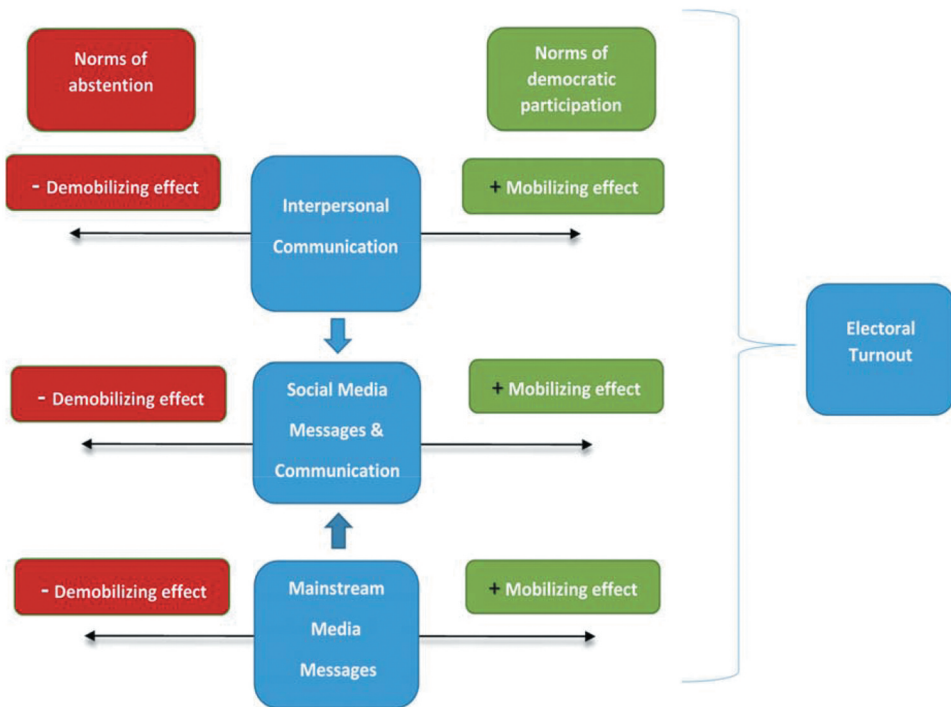 Norms of
abstention
Norms of
democratic
participation
- Demobilizing effect
Interpersonal
Communication
+ Mobilizing effect
- Demobilizing effect
Social Media
Messages &
Communication
+ Mobilizing effect
Electoral
Turnout
- Demobilizing effect
Mainstream
Media
Messages
+ Mobilizing effect